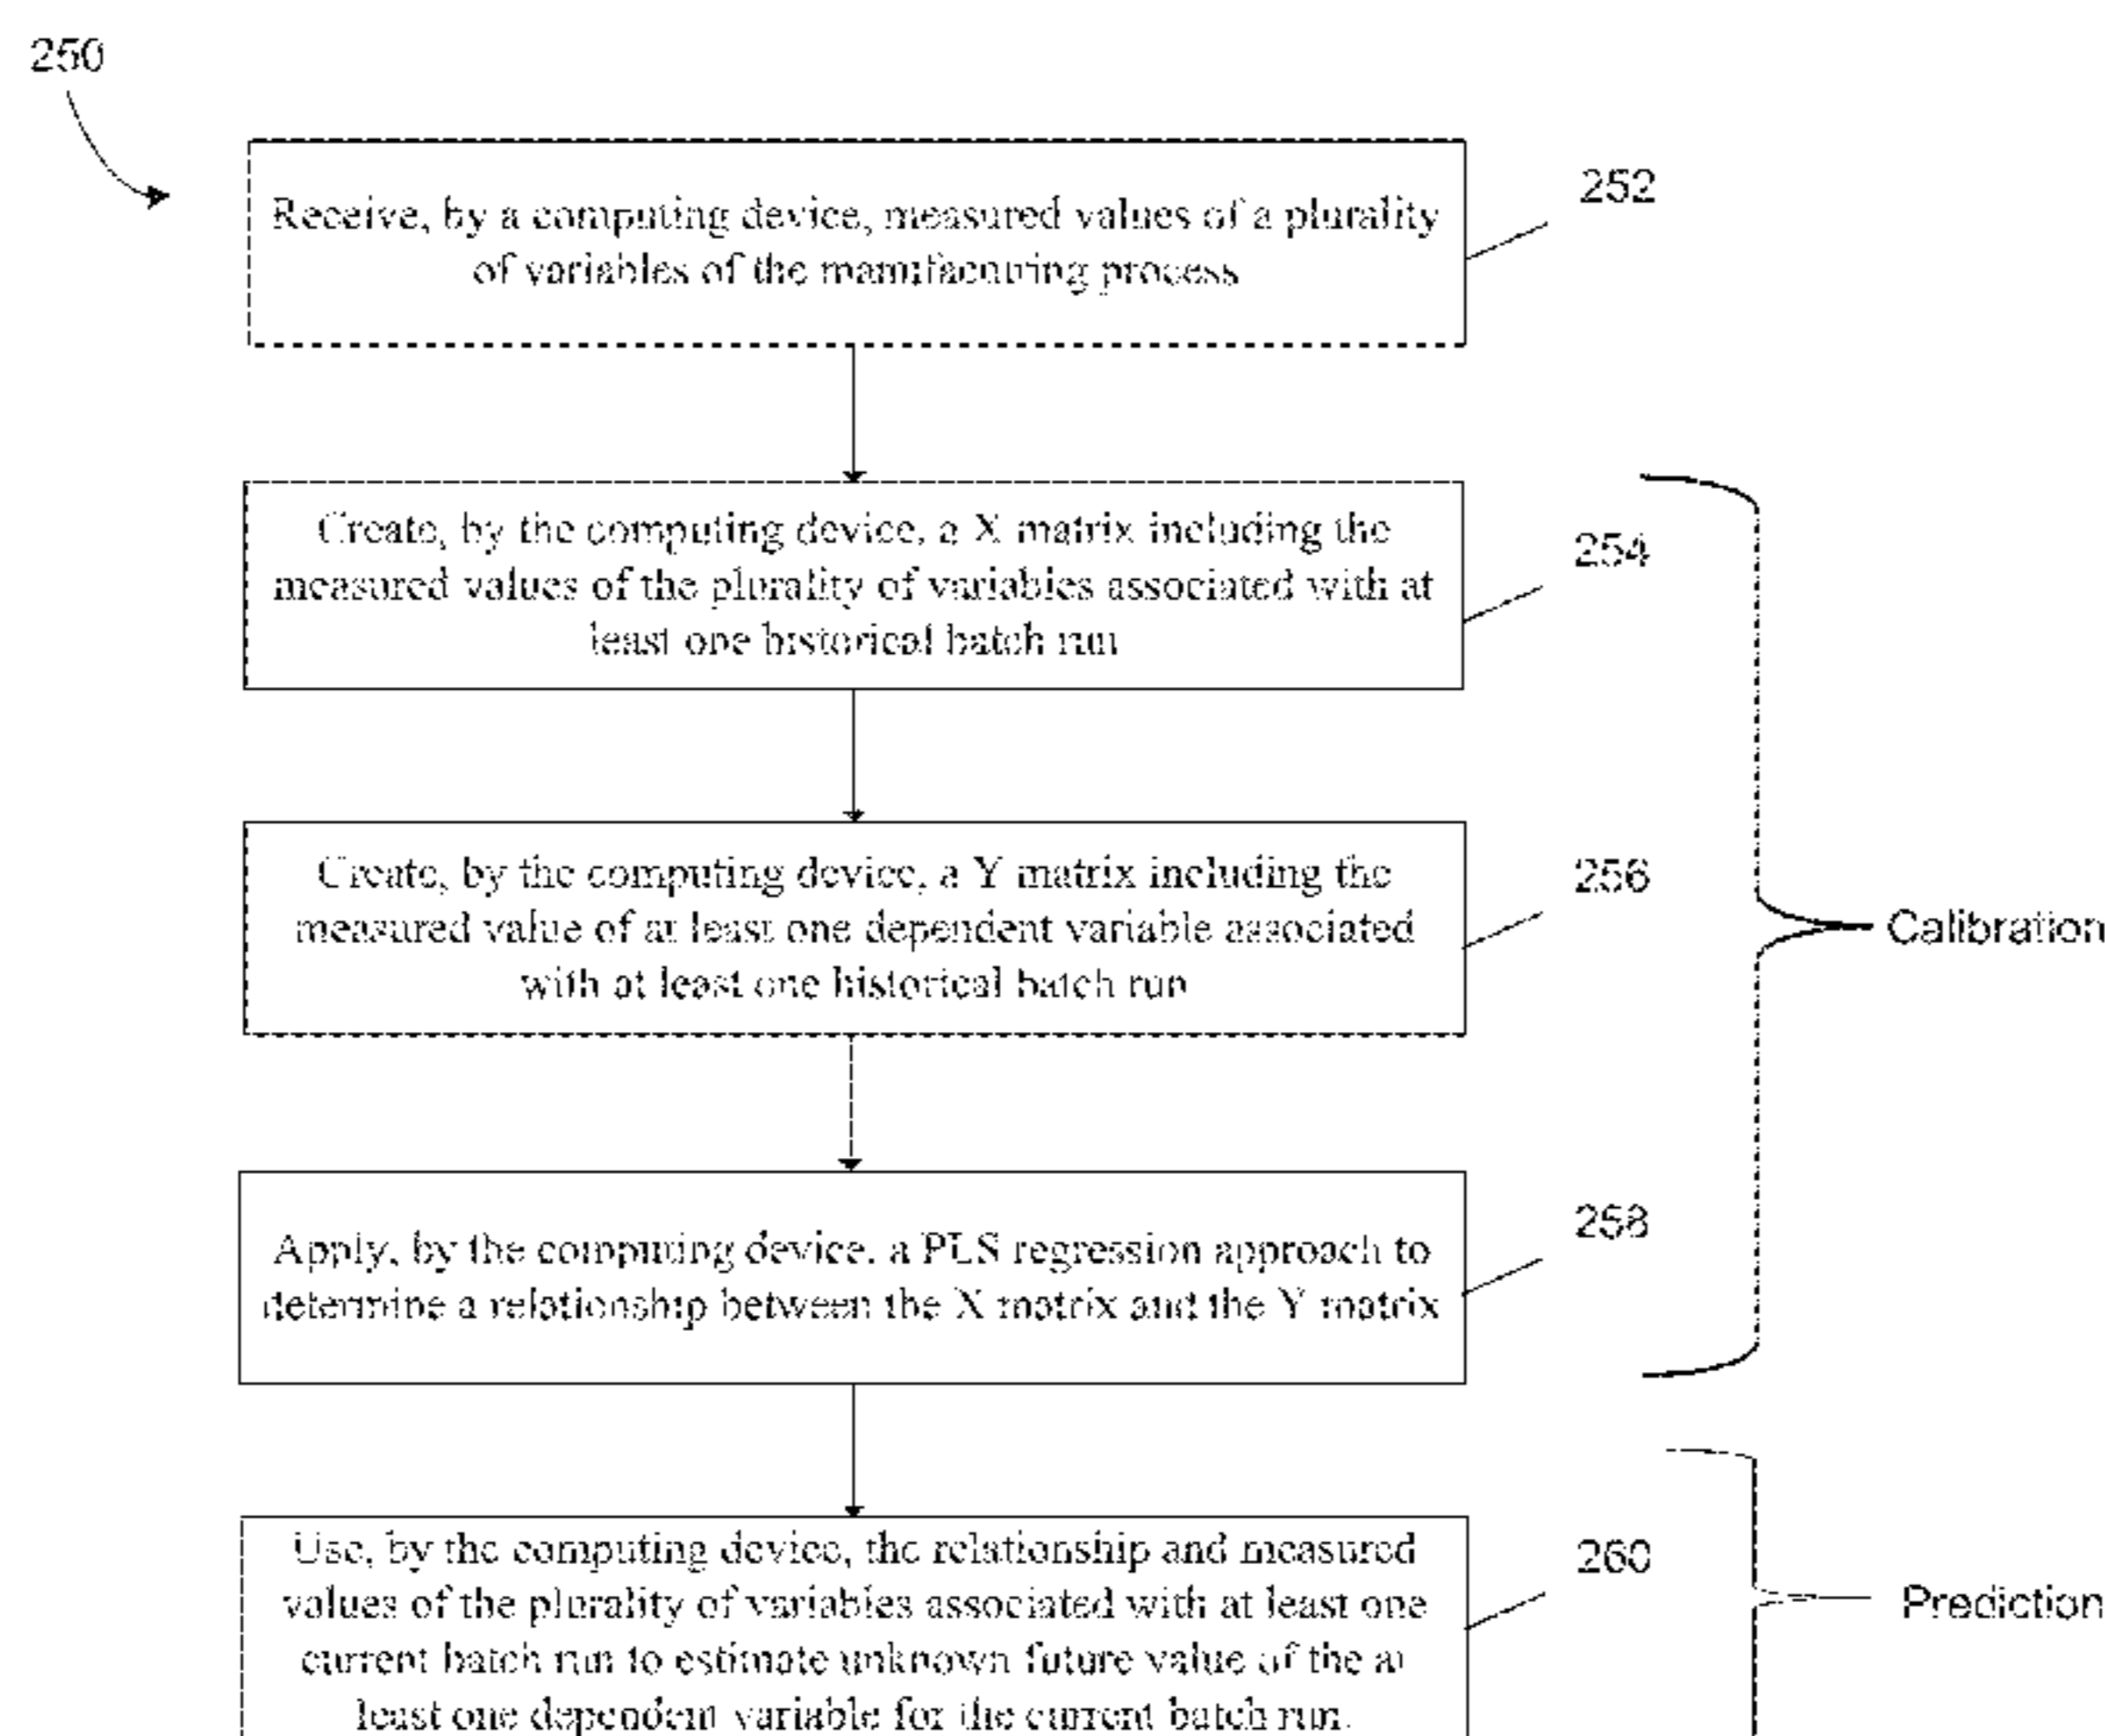 250
252
Receive, by a computing device, measured values of a plurality
of variables of the manufacturing process
254
Create, by the computing device, a X matrix including the
measured values of the plurality of variables associated with at
least one historical batch run
256
Create, by the computing device, a Y matrix including the
measured value of at least one dependent variable associated
with at least one historical batch run
Calibration
258
Apply, by the computing device, a PLS regression approach to
determine a relationship between the X matrix and the Y matrix
260
Use, by the computing device, the relationship and measured
values of the plurality of variables associated with at least one
current batch run to estimate unknown future value of the at
least one dependent variable for the current batch run.
Prediction